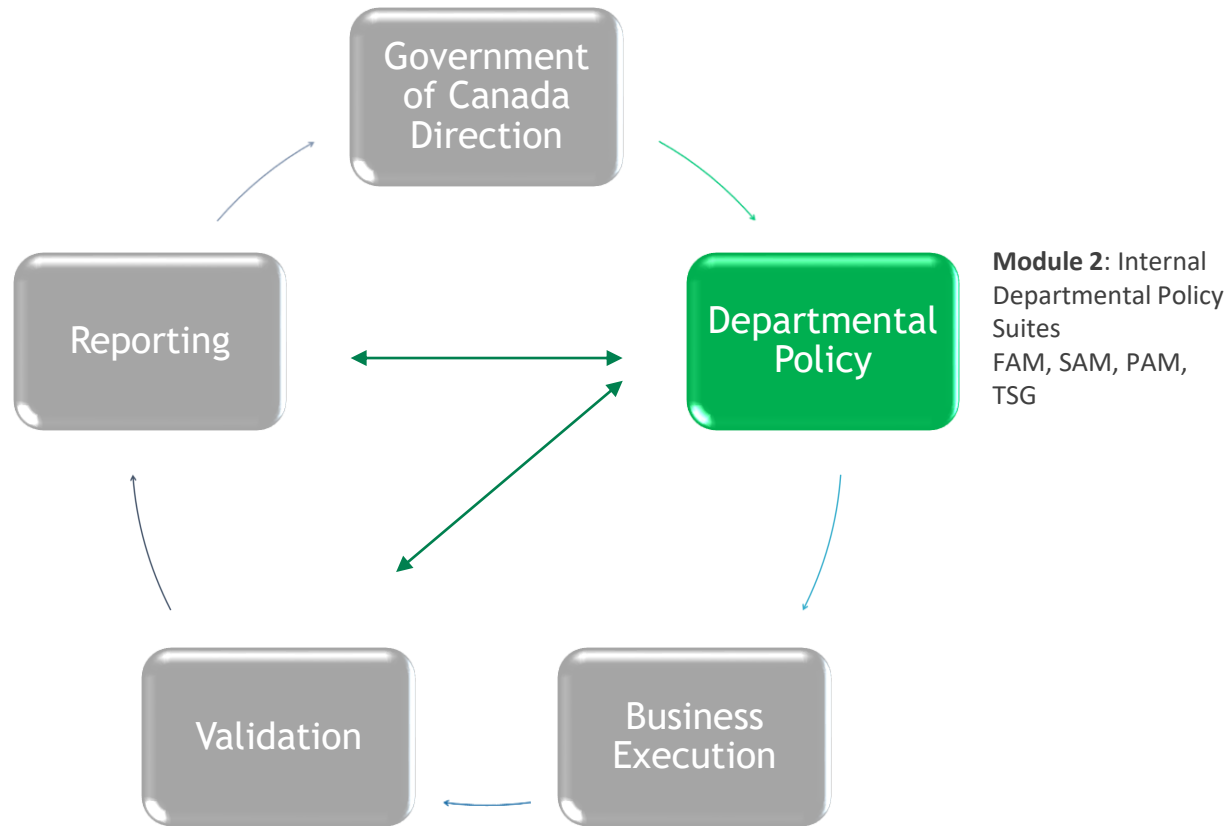 Government
of Canada
Direction
Departmental
Policy
Module 2: Internal
Departmental Policy
Suites
FAM, SAM, PAM,
TSG
Reporting
Validation
Business
Execution